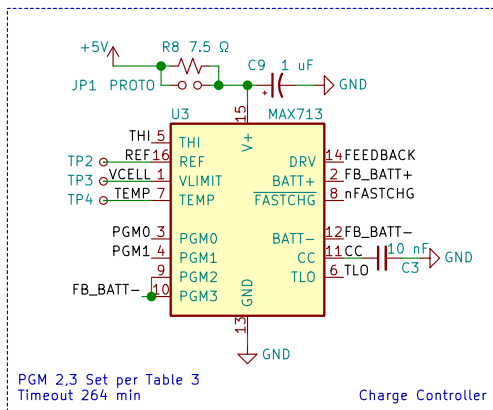 +5V
R8 7.5 Ω
C9 1 uF
JP1 PROTO
GND
U3 MAX713
15
V+
THI 5 THI
REF 16 REF
TP2
VCELL 1 VLIMIT
TP3
TEMP 7 TEMP
TP4
DRV 14 FEEDBACK
BATT+ 2 FB_BATT+
FASTCHG 8 nFASTCHG
PGM0 3 PGM0
PGM1 4 PGM1
9 PGM2
FB_BATT- 10 PGM3
BATT- 12 FB_BATT-
CC 11 CC 10 nF
C3
GND
TLO 6 TLO
GND
13
GND
PGM 2,3 Set per Table 3
Timeout 264 min
Charge Controller